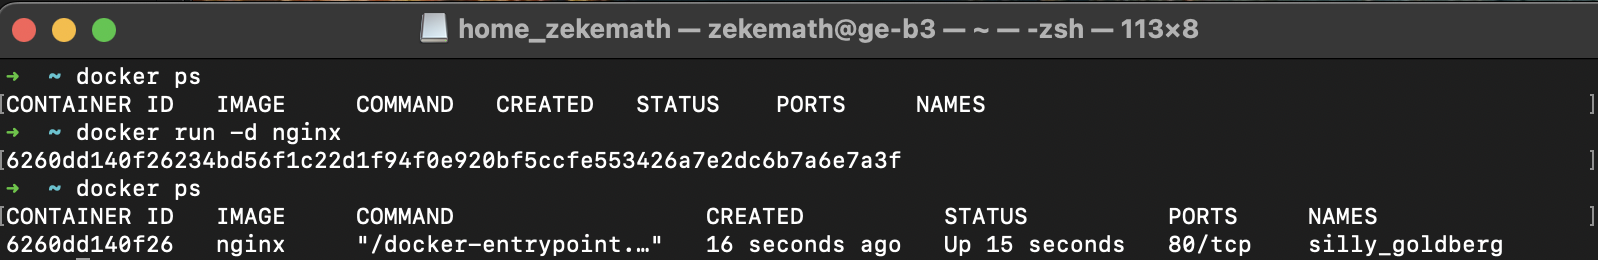 home_zekemath — zekemath@ge-b3 — ~ — -zsh — 113×8
➜  ~ docker ps
CONTAINER ID   IMAGE     COMMAND   CREATED   STATUS    PORTS     NAMES
➜  ~ docker run -d nginx
6260dd140f26234bd56f1c22d1f94f0e920bf5ccfe553426a7e2dc6b7a6e7a3f
➜  ~ docker ps
CONTAINER ID   IMAGE     COMMAND                  CREATED          STATUS          PORTS     NAMES
6260dd140f26   nginx     "/docker-entrypoint.…"   16 seconds ago   Up 15 seconds   80/tcp    silly_goldberg